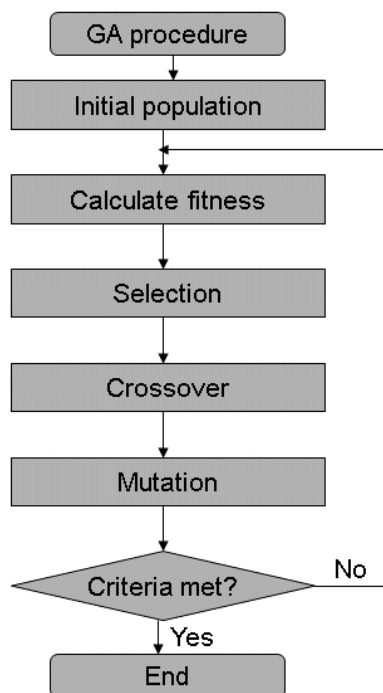 GA procedure
Initial population
Calculate fitness
Selection
Crossover
Mutation
Criteria met?
No
Yes
End